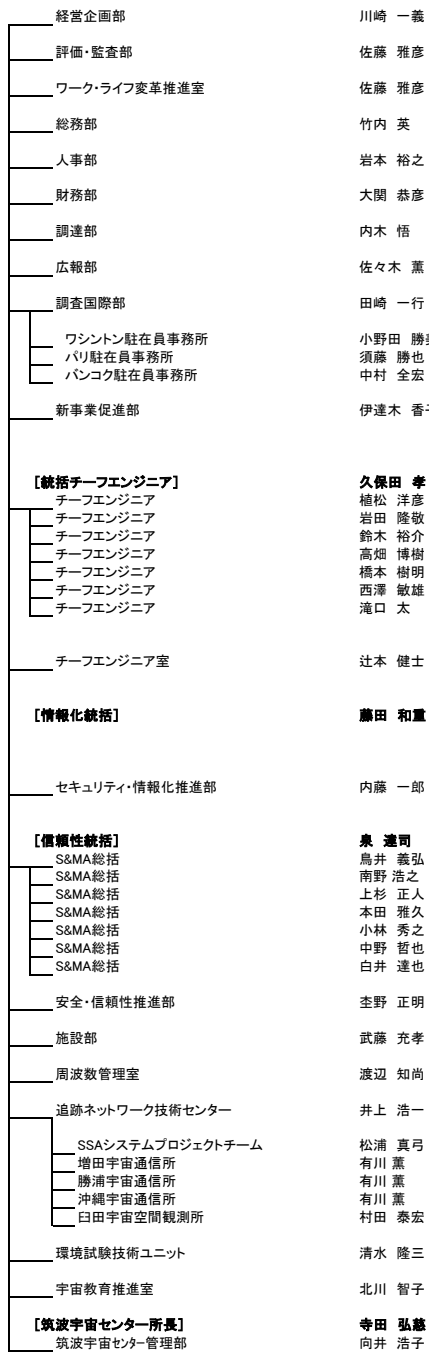 経営企画部 川崎 一義
評価・監査部 佐藤 雅彦
ワーク・ライフ変革推進室 佐藤 雅彦
総務部 竹内 英
人事部 岩本 裕之
財務部 大関 恭彦
調達部 内木 悟
広報部 佐々木 薫
調査国際部 田崎 一行
ワシントン駐在員事務所 小野田 勝
パリ駐在員事務所 須藤 勝也
バンコク駐在員事務所 中村 全宏
新事業促進部 伊達木 香
[統括チーフエンジニア] 久保田 孝
チーフエンジニア 植松 洋彦
チーフエンジニア 岩田 隆敬
チーフエンジニア 鈴木 裕介
チーフエンジニア 高畑 博樹
チーフエンジニア 橋本 樹明
チーフエンジニア 西澤 敏雄
チーフエンジニア 滝口 太
チーフエンジニア室 辻本 健士
[情報化統括] 藤田 和重
セキュリティ・情報化推進部 内藤 一郎
[信頼性統括] 泉 達司
S&MA総括 鳥井 義弘
S&MA総括 南野 浩之
S&MA総括 上杉 正人
S&MA総括 本田 雅久
S&MA総括 小林 秀之
S&MA総括 中野 哲也
S&MA総括 白井 達也
安全・信頼性推進部 杢野 正明
施設部 武藤 充孝
周波数管理室 渡辺 知尚
追跡ネットワーク技術センター 井上 浩一
SSAシステムプロジェクトチーム 松浦 真弓
増田宇宙通信所 有川 薫
勝浦宇宙通信所 有川 薫
沖縄宇宙通信所 有川 薫
臼田宇宙空間観測所 村田 泰宏
環境試験技術ユニット 清水 隆三
宇宙教育推進室 北川 智子
[筑波宇宙センター所長] 寺田 弘慈
筑波宇宙センター管理部 向井 浩子